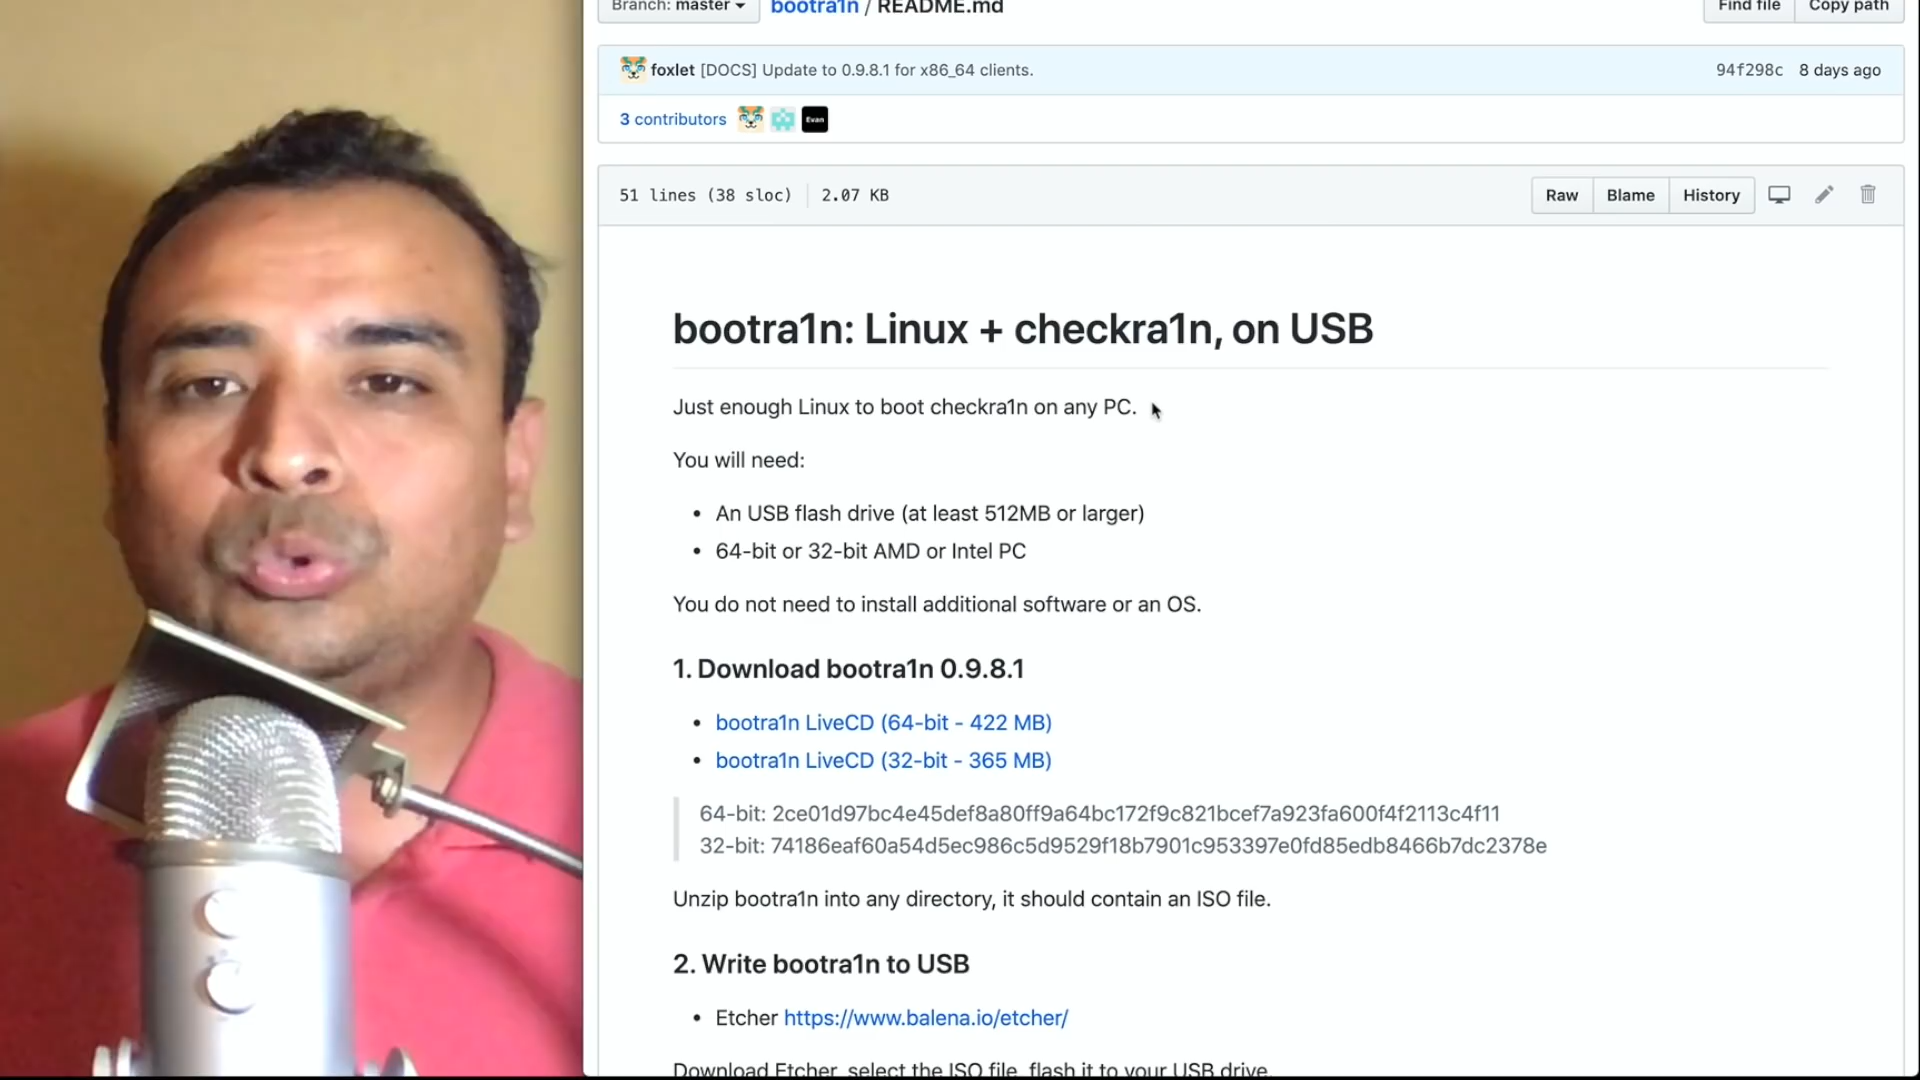 Branch: master
bootra1n / README.md
Find file
Copy path
foxlet [DOCS] Update to 0.9.8.1 for x86_64 clients.
94f298c 8 days ago
3 contributors
Evan
51 lines (38 sloc) 2.07 KB
Raw
Blame
History
bootra1n: Linux + checkra1n, on USB
Just enough Linux to boot checkra1n on any PC.
You will need:
• An USB flash drive (at least 512MB or larger)
• 64-bit or 32-bit AMD or Intel PC
You do not need to install additional software or an OS.
1. Download bootra1n 0.9.8.1
• bootra1n LiveCD (64-bit - 422 MB)
• bootra1n LiveCD (32-bit - 365 MB)
64-bit: 2ce01d97bc4e45def8a80ff9a64bc172f9c821bcef7a923fa600f4f2113c4f11
32-bit: 74186eaf60a54d5ec986c5d9529f18b7901c953397e0fd85edb8466b7dc2378e
Unzip bootra1n into any directory, it should contain an ISO file.
2. Write bootra1n to USB
• Etcher https://www.balena.io/etcher/
Download Etcher, select the ISO file, flash it to your USB drive.